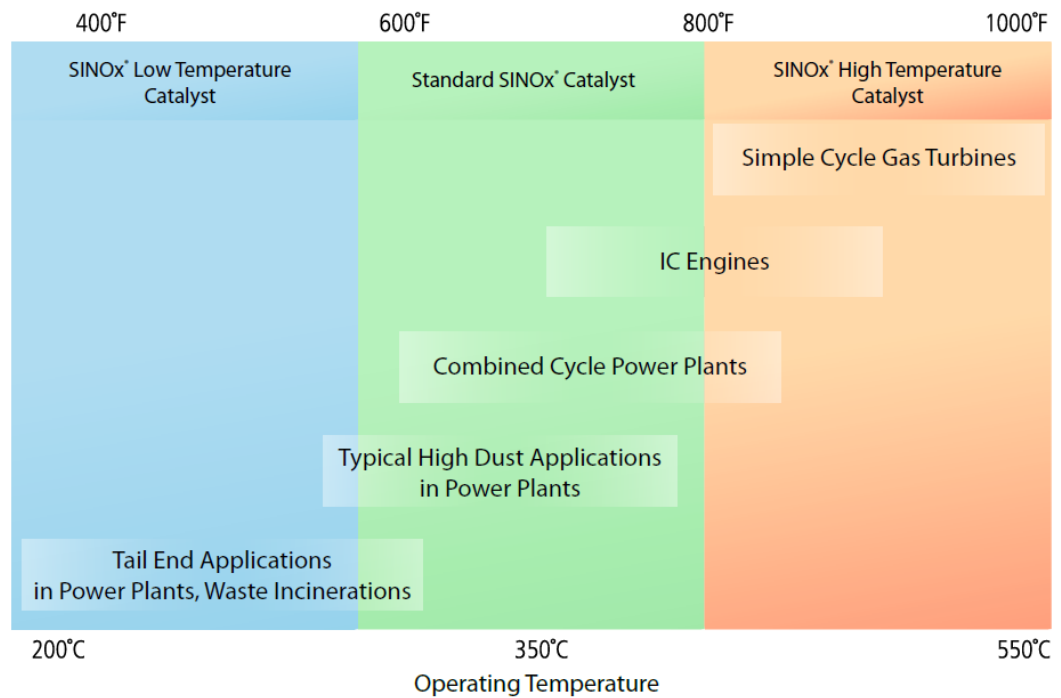 400°F 600°F 800°F 1000°F
SINOx® Low Temperature
Catalyst
Standard SINOx® Catalyst
SINOx® High Temperature
Catalyst
Simple Cycle Gas Turbines
IC Engines
Combined Cycle Power Plants
Typical High Dust Applications
in Power Plants
Tail End Applications
in Power Plants, Waste Incinerations
200°C 350°C 550°C
Operating Temperature